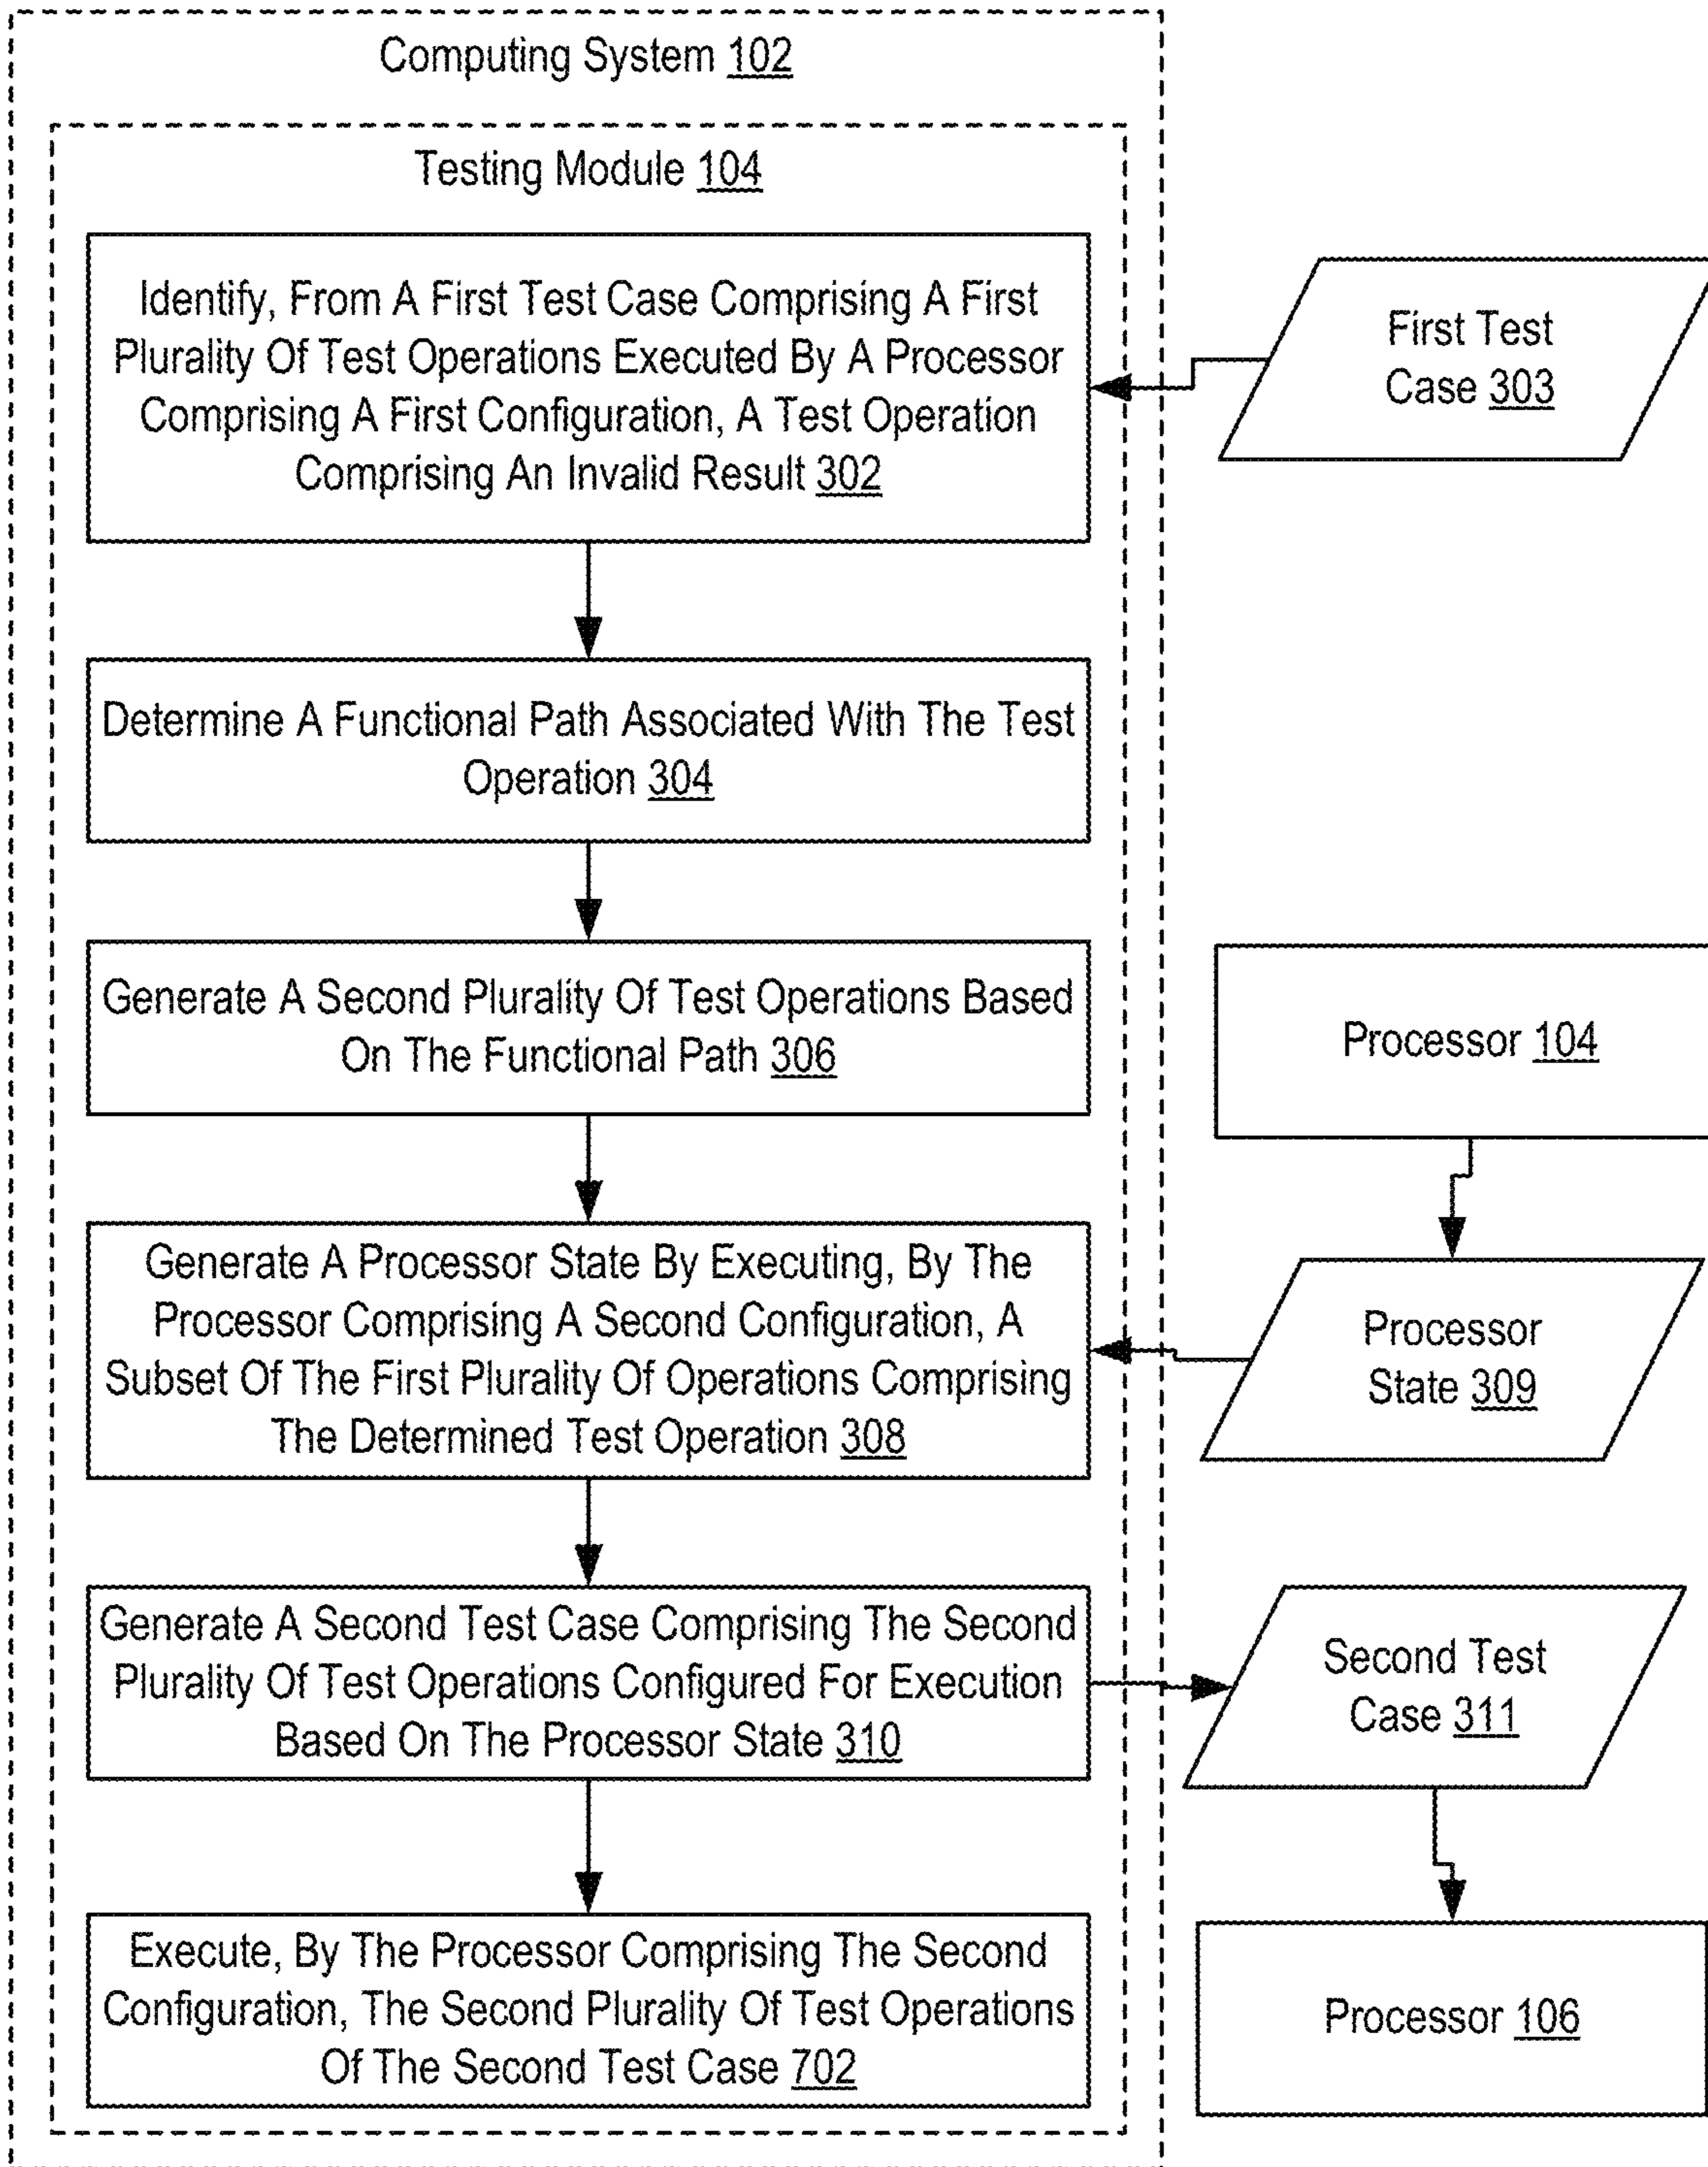 Computing System 102
Testing Module 104
Identify, From A First Test Case Comprising A First
Plurality Of Test Operations Executed By A Processor
Comprising A First Configuration, A Test Operation
Comprising An Invalid Result 302
First Test
Case 303
Determine A Functional Path Associated With The Test
Operation 304
Generate A Second Plurality Of Test Operations Based
On The Functional Path 306
Processor 104
Generate A Processor State By Executing, By The
Processor Comprising A Second Configuration, A
Subset Of The First Plurality Of Operations Comprising
The Determined Test Operation 308
Processor
State 309
Generate A Second Test Case Comprising The Second
Plurality Of Test Operations Configured For Execution
Based On The Processor State 310
Second Test
Case 311
Execute, By The Processor Comprising The Second
Configuration, The Second Plurality Of Test Operations
Of The Second Test Case 702
Processor 106